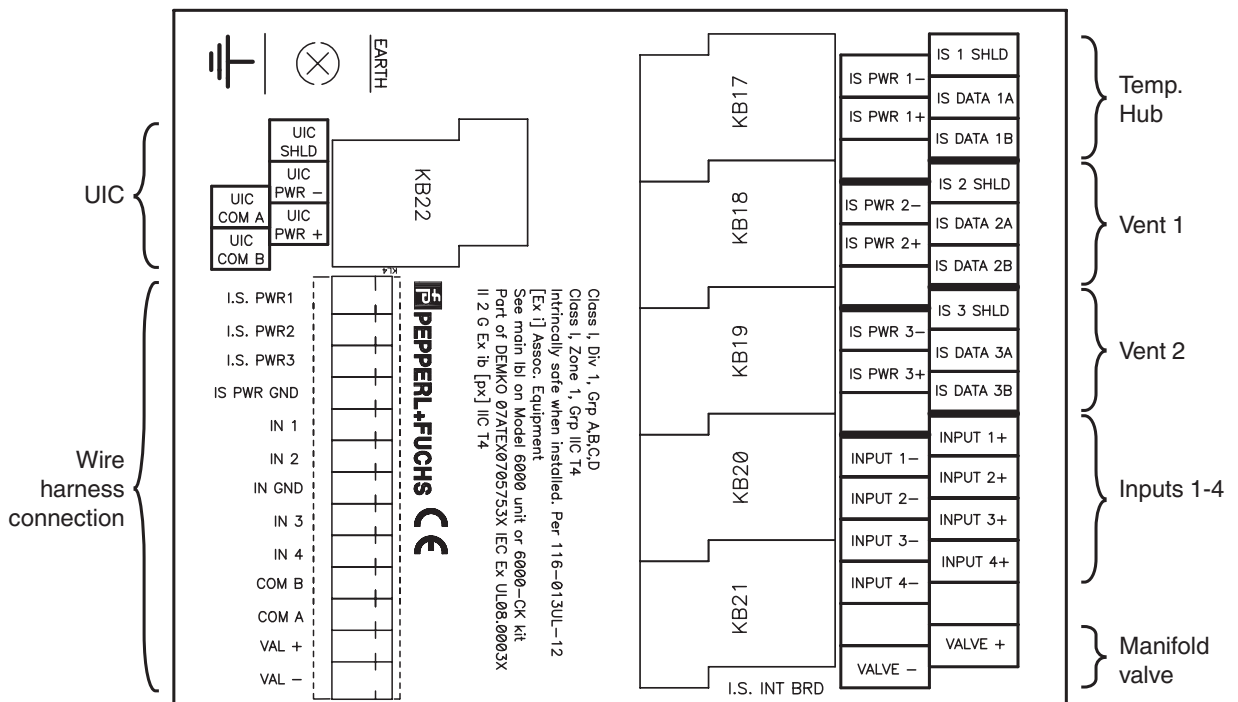 EARTH
UIC
UIC
SHLD
UIC
PWR -
UIC
PWR +
UIC
COM A
UIC
COM B
KB22
KL4
Wire
harness
connection
I.S. PWR1
I.S. PWR2
I.S. PWR3
IS PWR GND
IN 1
IN 2
IN GND
IN 3
IN 4
COM B
COM A
VAL +
VAL -
PEPPERL+FUCHS CE
Class I, Div 1, Grp A,B,C,D
Class I, Zone 1, Grp IIC T4
Intrincally safe when installed. Per 116-013UL-12
[Ex i] Assoc. Equipment
See main lbl on Model 6000 unit or 6000-CK kit
Part of DEMKO 07ATEX0705753X IEC Ex UL08.0003X
II 2 G Ex ib [px] IIC T4
KB17
KB18
KB19
KB20
KB21
I.S. INT BRD
IS PWR 1-
IS PWR 1+
IS PWR 2-
IS PWR 2+
IS PWR 3-
IS PWR 3+
INPUT 1-
INPUT 2-
INPUT 3-
INPUT 4-
VALVE -
IS 1 SHLD
IS DATA 1A
IS DATA 1B
IS 2 SHLD
IS DATA 2A
IS DATA 2B
IS 3 SHLD
IS DATA 3A
IS DATA 3B
INPUT 1+
INPUT 2+
INPUT 3+
INPUT 4+
VALVE +
Temp.
Hub
Vent 1
Vent 2
Inputs 1-4
Manifold
valve